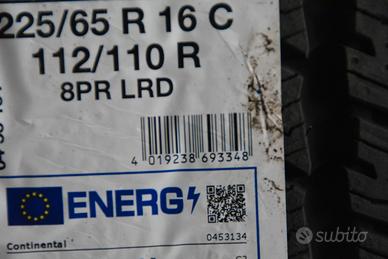 225/65 R 16 C
112/110 R
8PR LRD
4 019238 693348
ENERG
0453134
Continental
subito